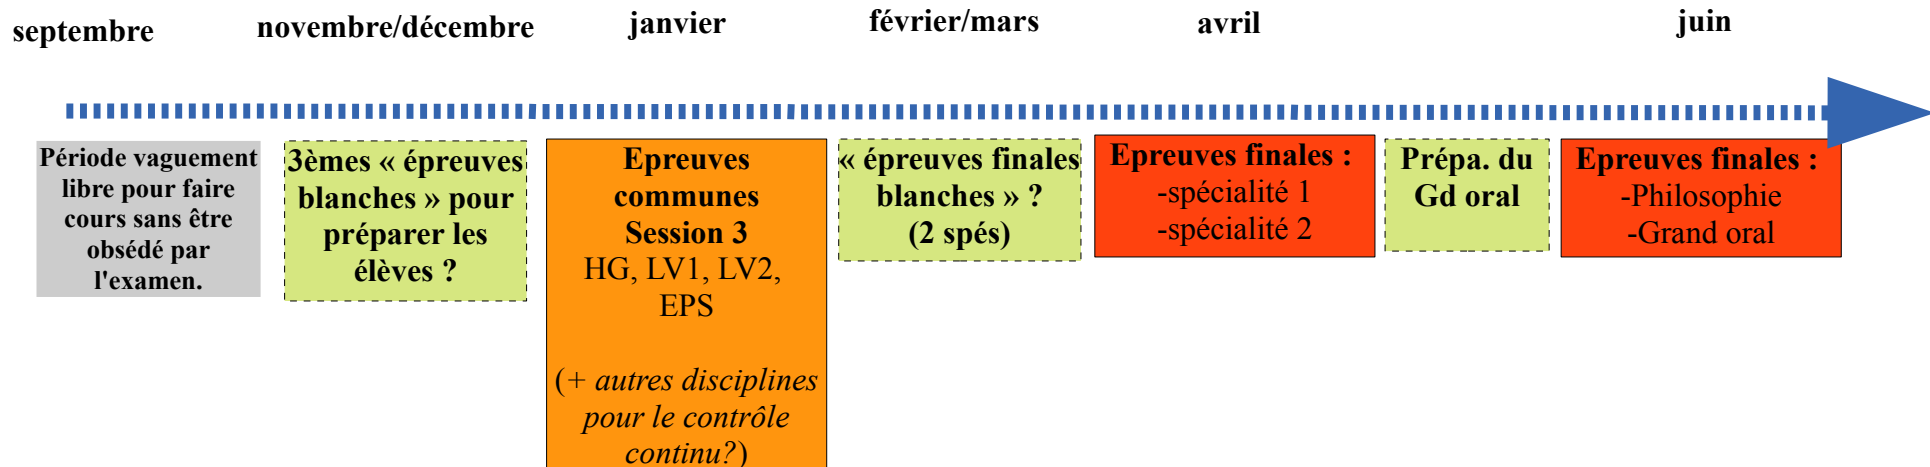 septembre
novembre/décembre
janvier
février/mars
avril
juin
Période vaguement
libre pour faire
cours sans être
obsédé par
l'examen.
3èmes « épreuves
blanches » pour
préparer les
élèves ?
Epreuves
communes
Session 3
HG, LV1, LV2,
EPS
(+ autres disciplines
pour le contrôle
continu?)
« épreuves finales
blanches » ?
(2 spés)
Epreuves finales :
-spécialité 1
-spécialité 2
Prépa. du
Gd oral
Epreuves finales :
-Philosophie
-Grand oral